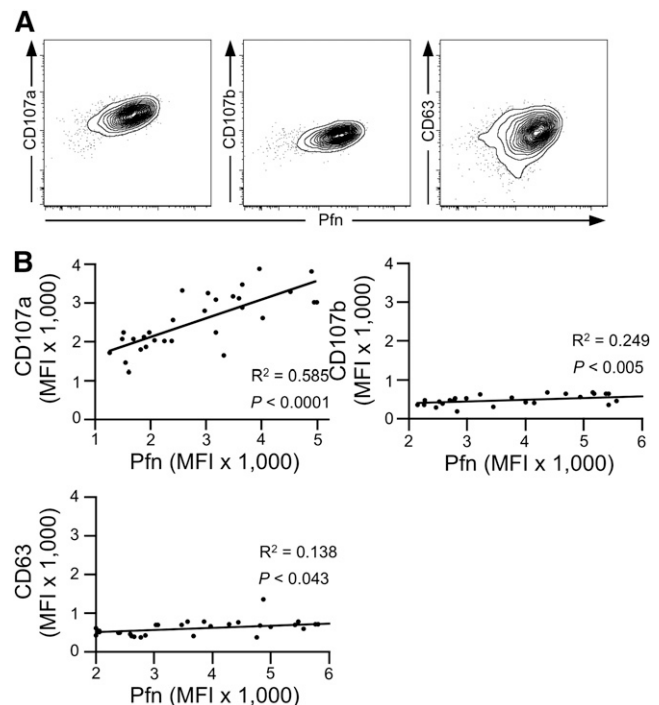 A
CD107a
CD107b
CD63
Pfn
B
CD107a
(MFI x 1,000)
4
3
2
1
0
R² = 0.585
P < 0.0001
1 2 3 4 5
Pfn (MFI x 1,000)
CD107b
(MFI x 1,000)
4
3
2
1
0
R² = 0.249
P < 0.005
2 3 4 5 6
Pfn (MFI x 1,000)
CD63
(MFI x 1,000)
4
3
2
1
0
R² = 0.138
P < 0.043
2 3 4 5 6
Pfn (MFI x 1,000)